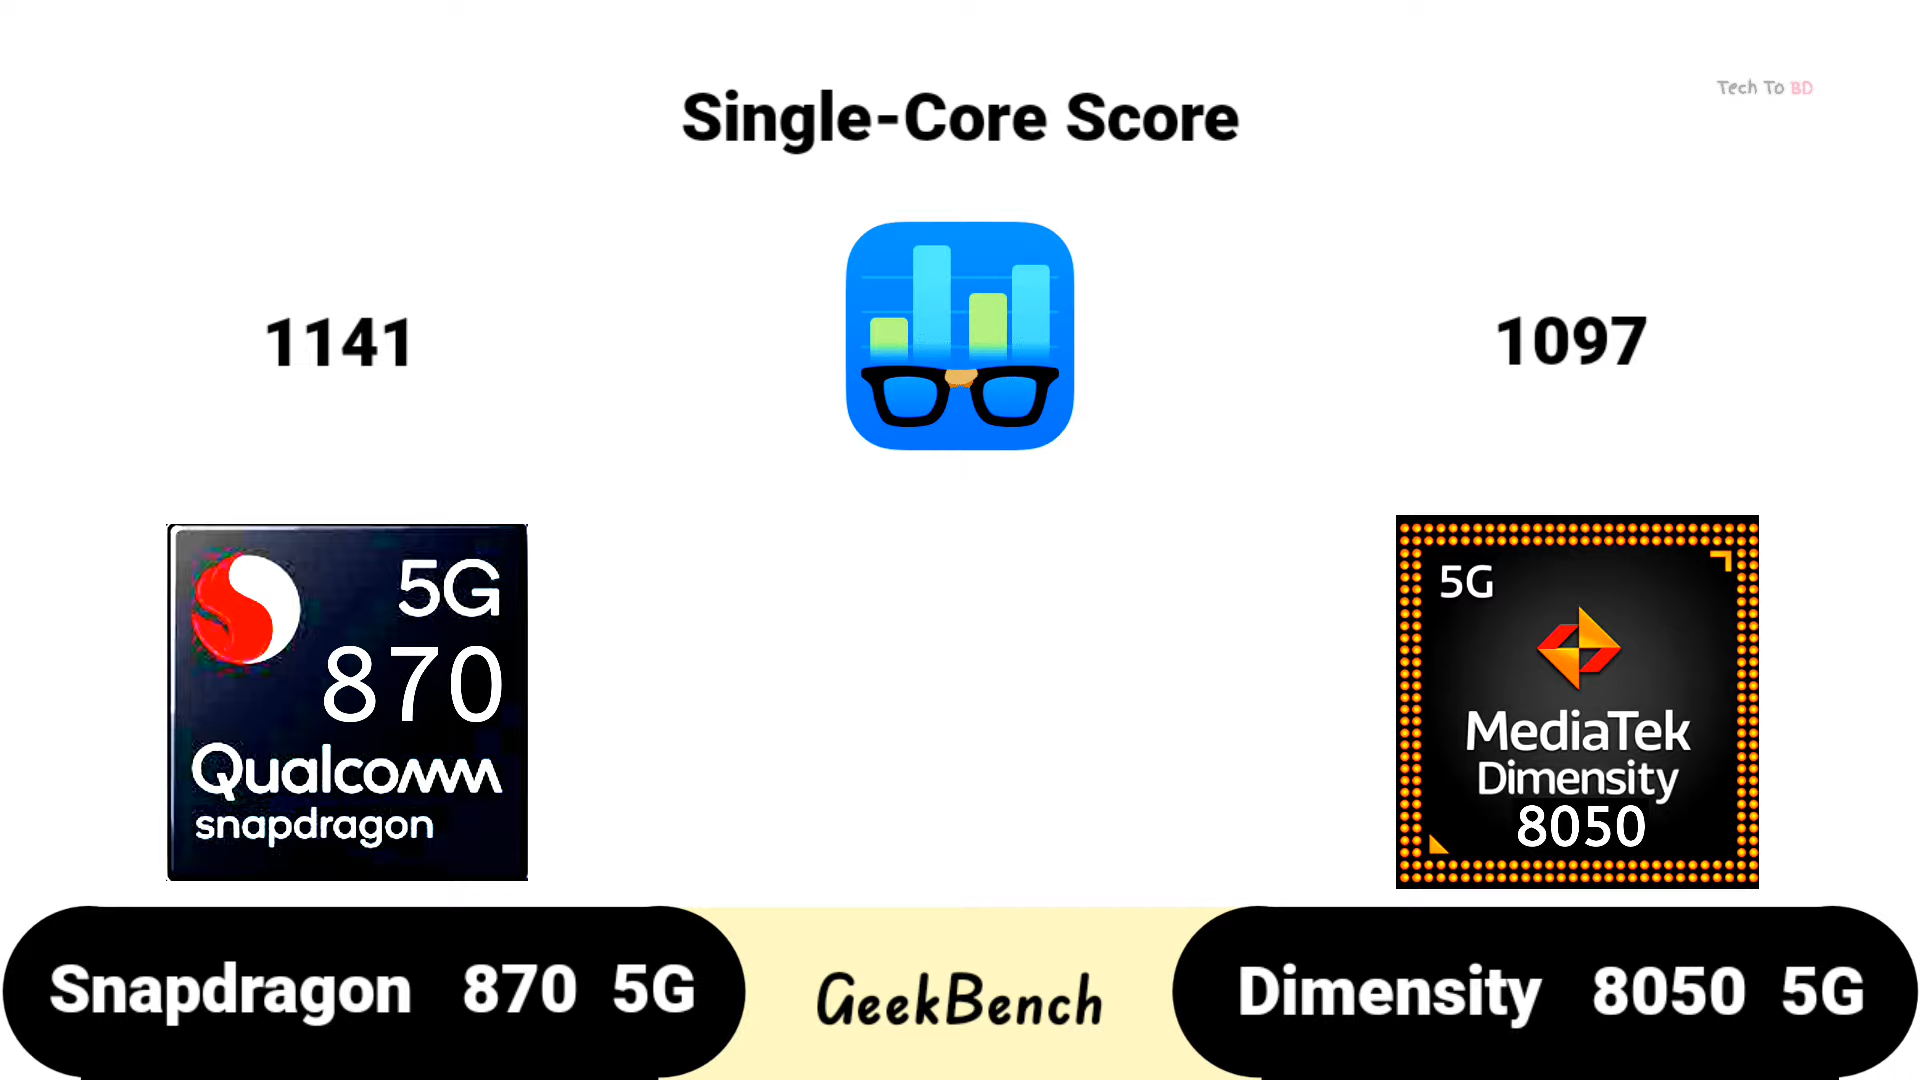 Tech To BD
Single-Core Score
1141
1097
5G
870
Qualcomm
snapdragon
5G
MediaTek
Dimensity
8050
Snapdragon 870 5G
GeekBench
Dimensity 8050 5G